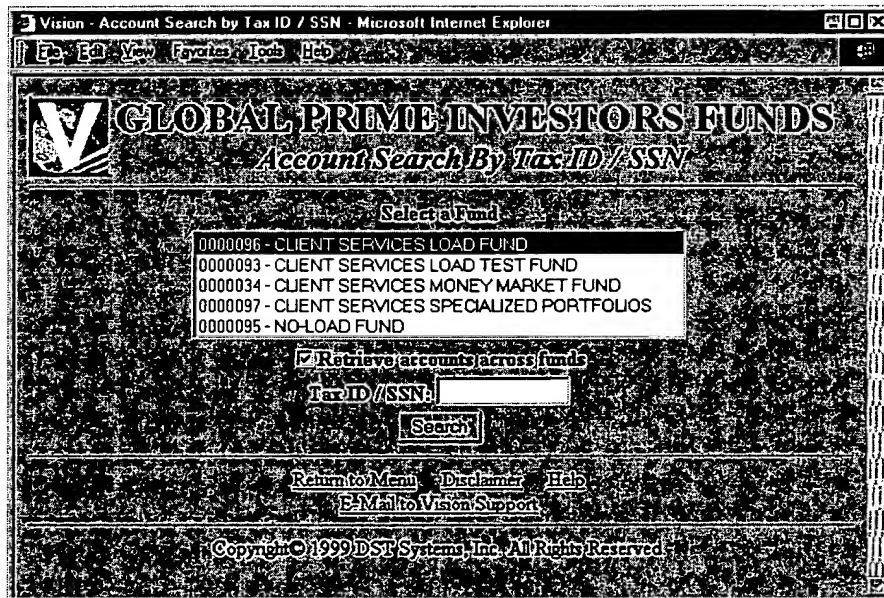 Vision - Account Search by Tax ID / SSN - Microsoft Internet Explorer
File Edit View Favorites Tools Help
V GLOBAL PRIME INVESTORS FUNDS
Account Search By Tax ID / SSN
Select a Fund
0000096 - CLIENT SERVICES LOAD FUND
0000093 - CLIENT SERVICES LOAD TEST FUND
0000034 - CLIENT SERVICES MONEY MARKET FUND
0000097 - CLIENT SERVICES SPECIALIZED PORTFOLIOS
0000095 - NO-LOAD FUND
Retrieve accounts across funds
Tax ID / SSN:
Search
Return to Menu Disclaimer Help
E-Mail to Vision Support
Copyright© 1999 DST Systems, Inc. All Rights Reserved